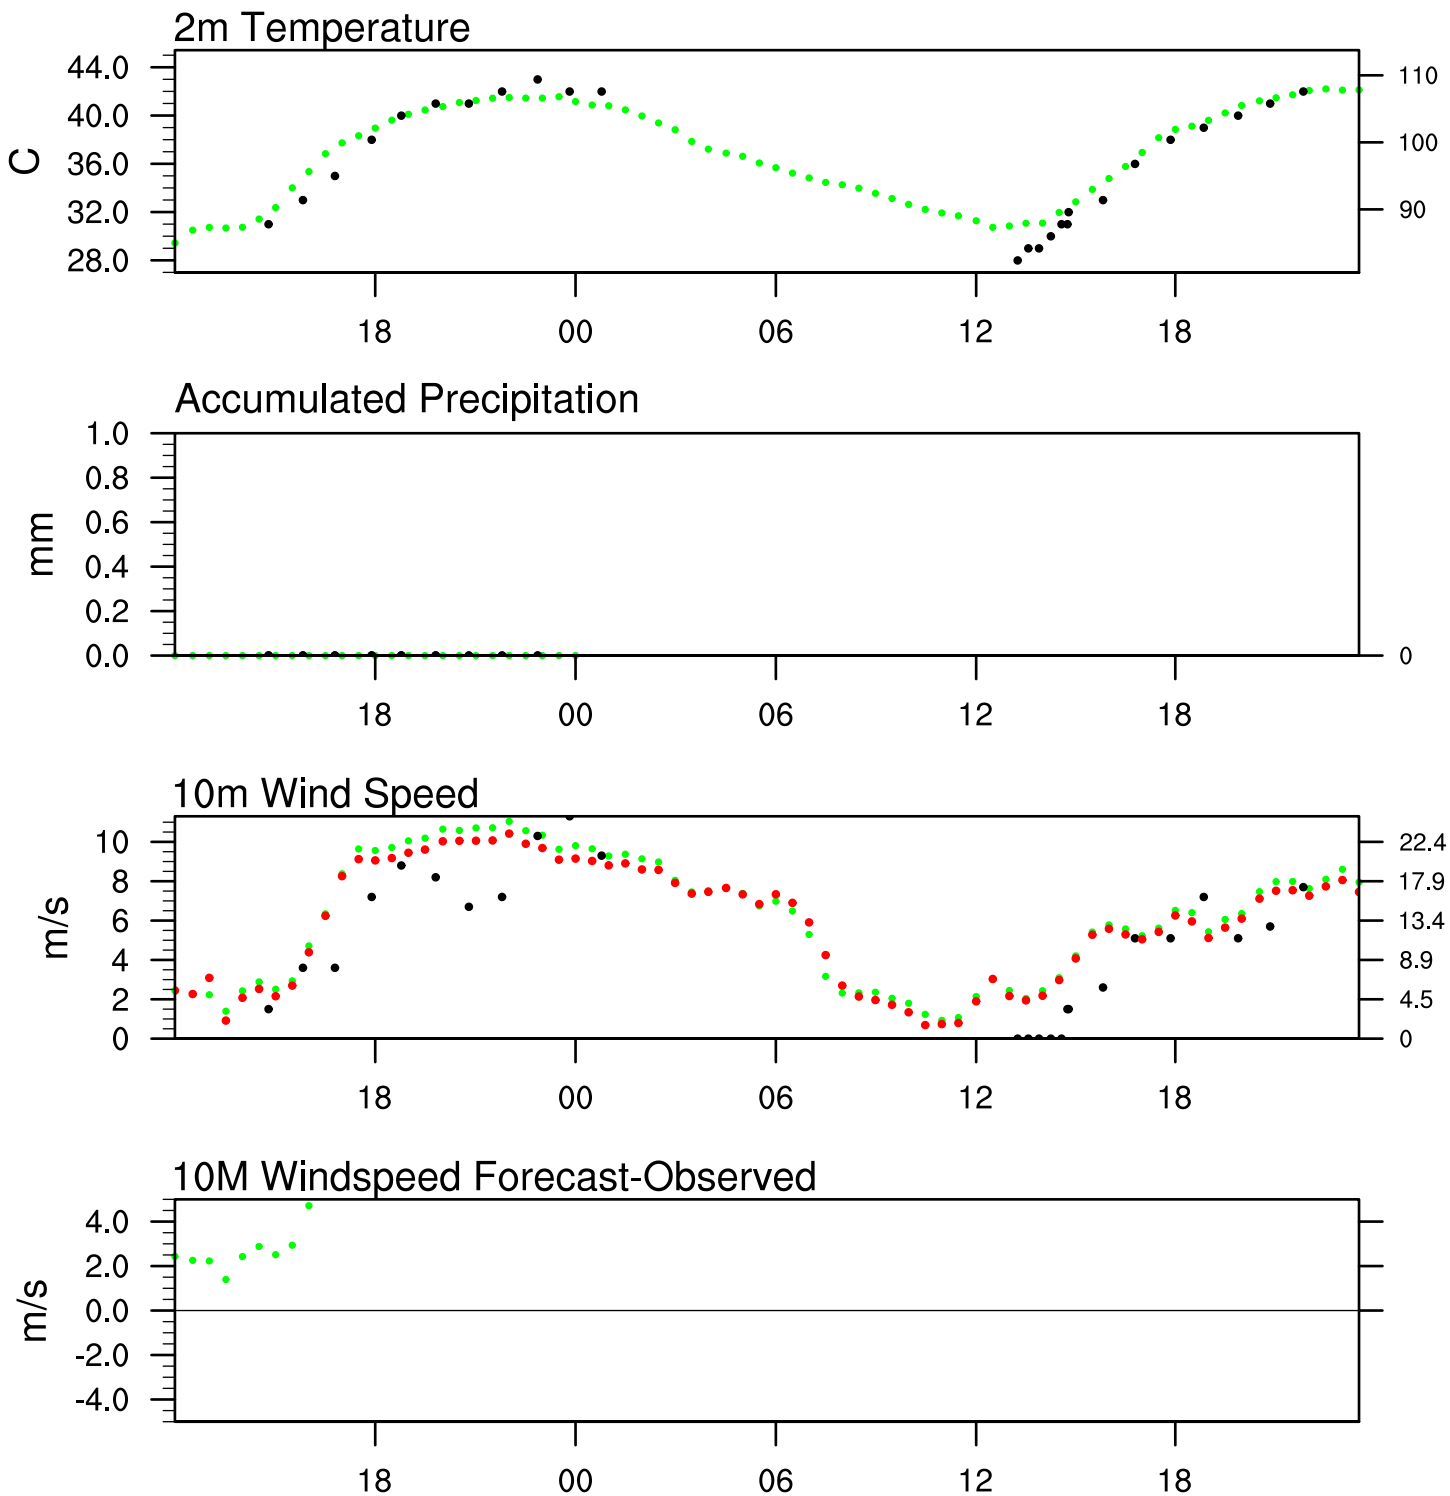 2m Temperature
44.0
40.0
36.0
32.0
28.0
C
110
100
90
18 00 06 12 18
Accumulated Precipitation
1.0
0.8
0.6
0.4
0.2
0.0
mm
0
18 00 06 12 18
10m Wind Speed
10
8
6
4
2
0
m/s
22.4
17.9
13.4
8.9
4.5
0
18 00 06 12 18
10M Windspeed Forecast-Observed
4.0
2.0
0.0
-2.0
-4.0
m/s
18 00 06 12 18